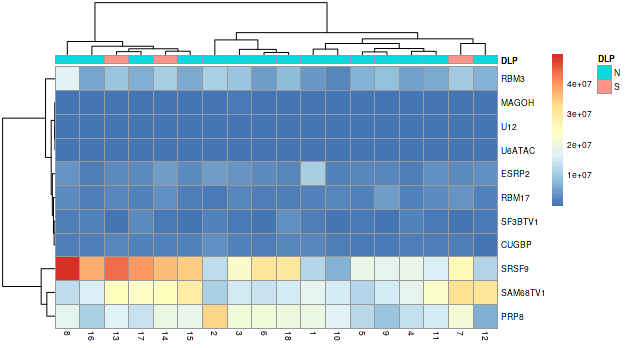 DLP
DLP
N
S
RBM3
MAGOH
U12
U6ATAC
ESRP2
RBM17
SF3BTV1
CUGBP
SRSF9
SAM68TV1
PRP8
4e+07
3e+07
2e+07
1e+07
8 16 13 17 14 15 2 3 6 18 1 10 5 9 4 11 7 12